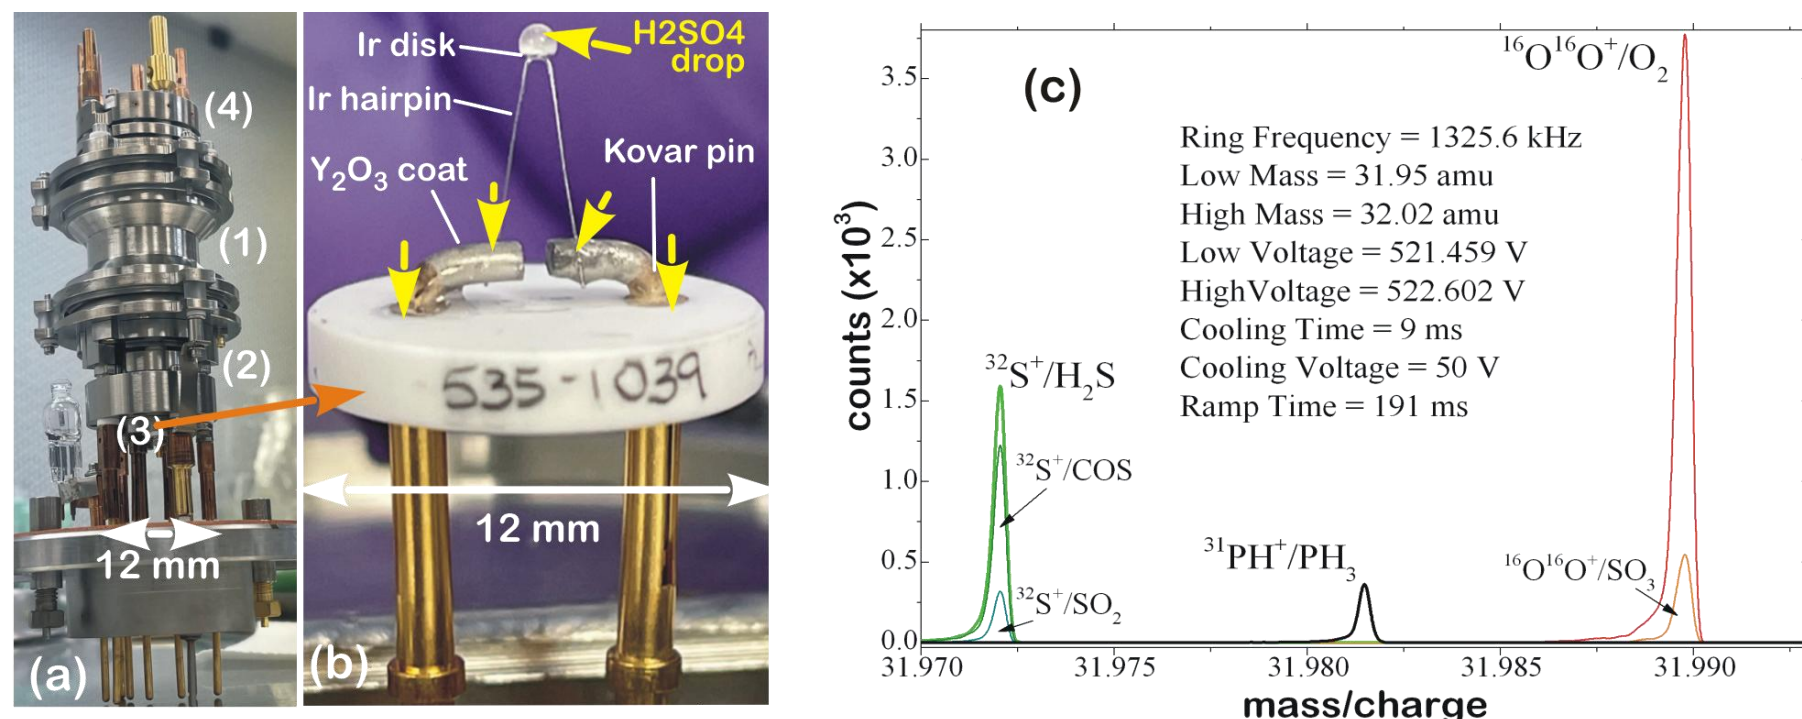 (4)
(1)
(2)
(3)
12 mm
(a)
H2SO4
drop
Ir disk
Ir hairpin
Kovar pin
Y₂O₃ coat
535-1039
12 mm
(b)
(c)
counts (x10³)
3.5
3.0
2.5
2.0
1.5
1.0
0.5
0.0
¹⁶O¹⁶O⁺/O₂
Ring Frequency = 1325.6 kHz
Low Mass = 31.95 amu
High Mass = 32.02 amu
Low Voltage = 521.459 V
HighVoltage = 522.602 V
Cooling Time = 9 ms
Cooling Voltage = 50 V
Ramp Time = 191 ms
³²S⁺/H₂S
³²S⁺/COS
³²S⁺/SO₂
³¹PH⁺/PH₃
¹⁶O¹⁶O⁺/SO₃
31.970
31.975
31.980
31.985
31.990
mass/charge